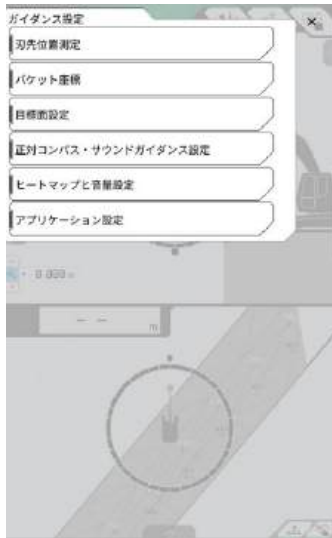 ガイダンス設定
×
刃先位置測定
バケット座標
目標面設定
正対コンパス・サウンドガイダンス設定
ヒートマップと音量設定
アプリケーション設定
m